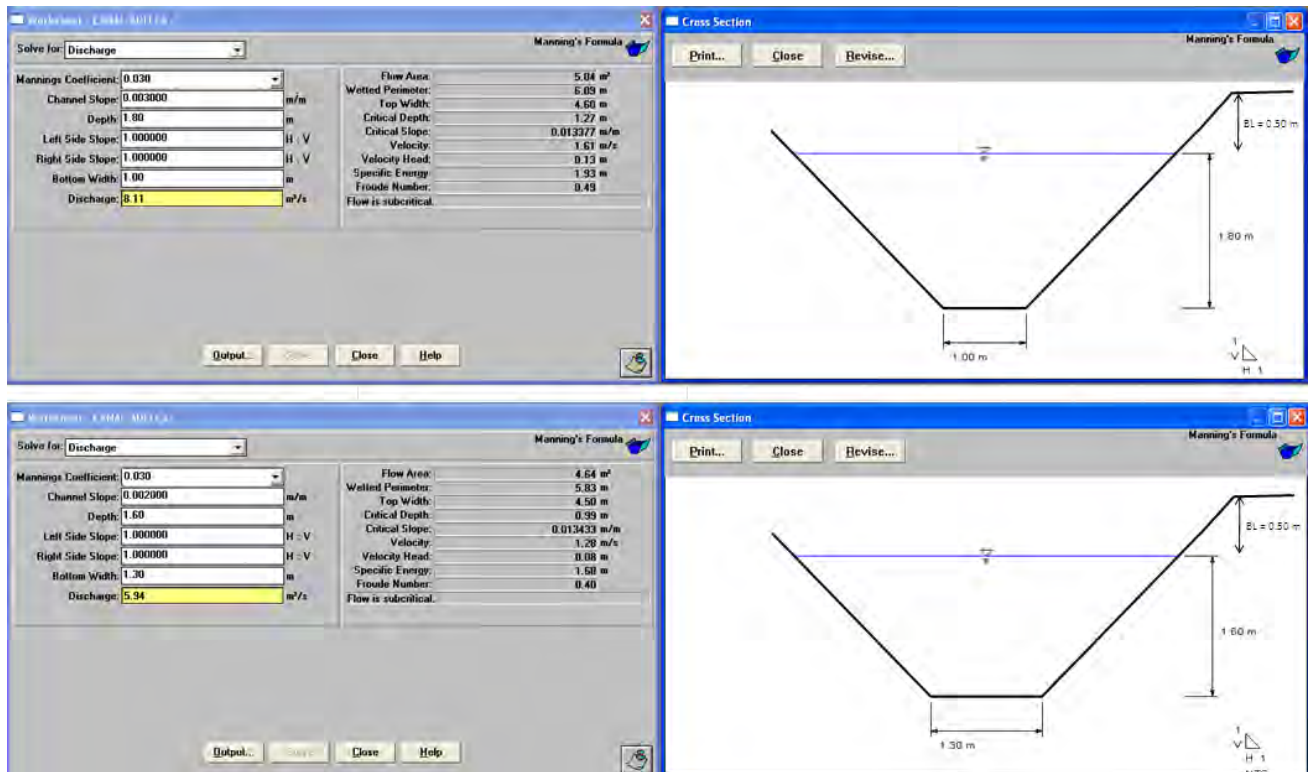 Cross Section
Solve for: Discharge
Manning's Formula
Mannings Coefficient: 0.030
Channel Slope: 0.003000 m/m
Depth: 1.80 m
Left Side Slope: 1.000000 H : V
Right Side Slope: 1.000000 H : V
Bottom Width: 1.00 m
Discharge: 8.11 m³/s
Flow Area: 5.04 m²
Wetted Perimeter: 6.09 m
Top Width: 4.60 m
Critical Depth: 1.27 m
Critical Slope: 0.013377 m/m
Velocity: 1.61 m/s
Velocity Head: 0.13 m
Specific Energy: 1.93 m
Froude Number: 0.49
Flow is subcritical.
Output... Close Help
Manning's Formula
Print... Close Revise...
BL = 0.50 m
1.80 m
1.00 m
1
V
H 1
Cross Section
Solve for: Discharge
Manning's Formula
Mannings Coefficient: 0.030
Channel Slope: 0.002000 m/m
Depth: 1.60 m
Left Side Slope: 1.000000 H : V
Right Side Slope: 1.000000 H : V
Bottom Width: 1.30 m
Discharge: 5.94 m³/s
Flow Area: 4.64 m²
Wetted Perimeter: 5.83 m
Top Width: 4.50 m
Critical Depth: 0.99 m
Critical Slope: 0.013433 m/m
Velocity: 1.28 m/s
Velocity Head: 0.08 m
Specific Energy: 1.68 m
Froude Number: 0.40
Flow is subcritical.
Output... Close Help
Manning's Formula
Print... Close Revise...
BL = 0.50 m
1.60 m
1.30 m
1
V
H 1